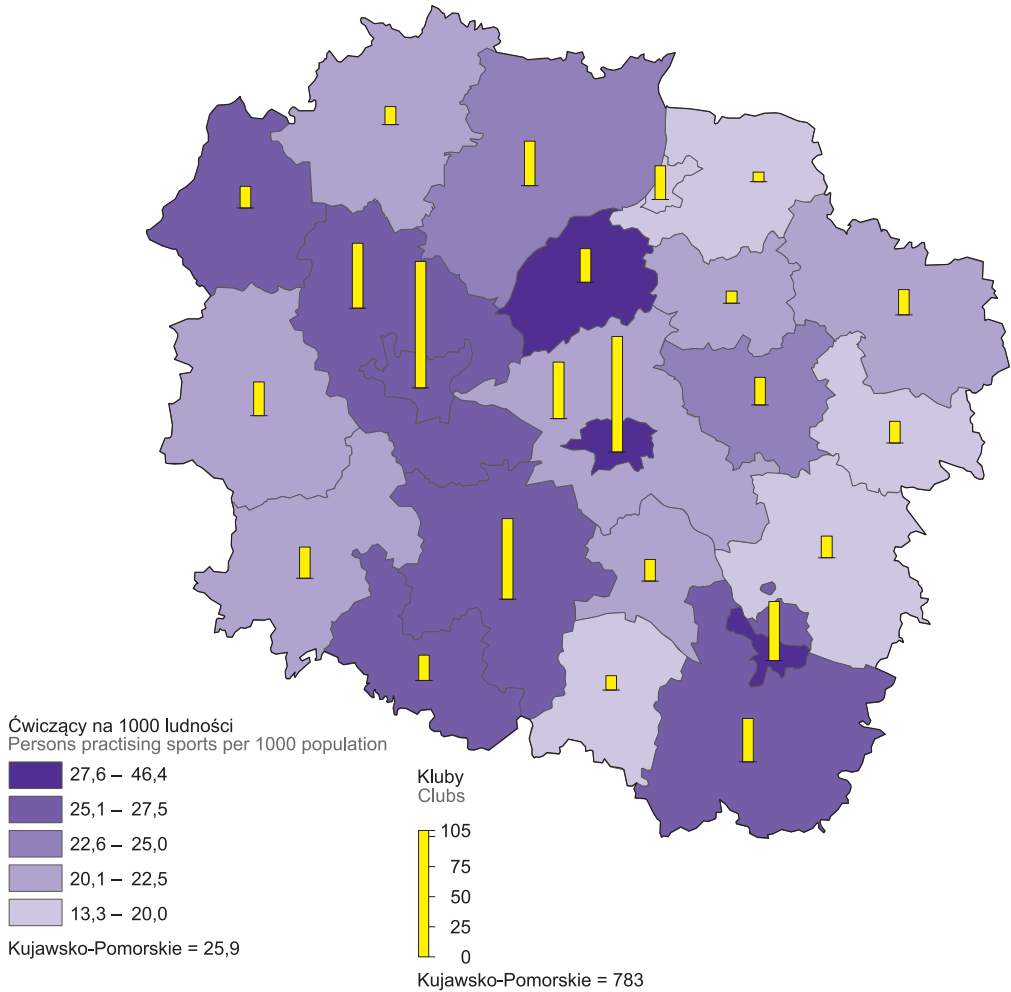 Ćwiczący na 1000 ludności
Persons practising sports per 1000 population
27,6 – 46,4
25,1 – 27,5
22,6 – 25,0
20,1 – 22,5
13,3 – 20,0
Kujawsko-Pomorskie = 25,9
Kluby
Clubs
105
75
50
25
0
Kujawsko-Pomorskie = 783